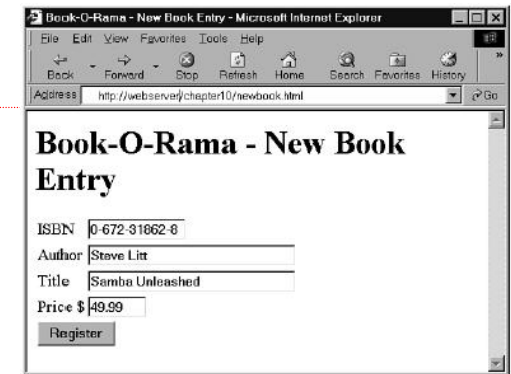 Book-O-Rama - New Book Entry - Microsoft Internet Explorer
File Edit View Favorites Tools Help
Back Forward Stop Refresh Home Search Favorites History »
Address http://webserver/chapter10/newbook.html Go
Book-O-Rama - New Book
Entry
ISBN 0-672-31862-8
Author Steve Litt
Title Samba Unleashed
Price $ 49.99
Register